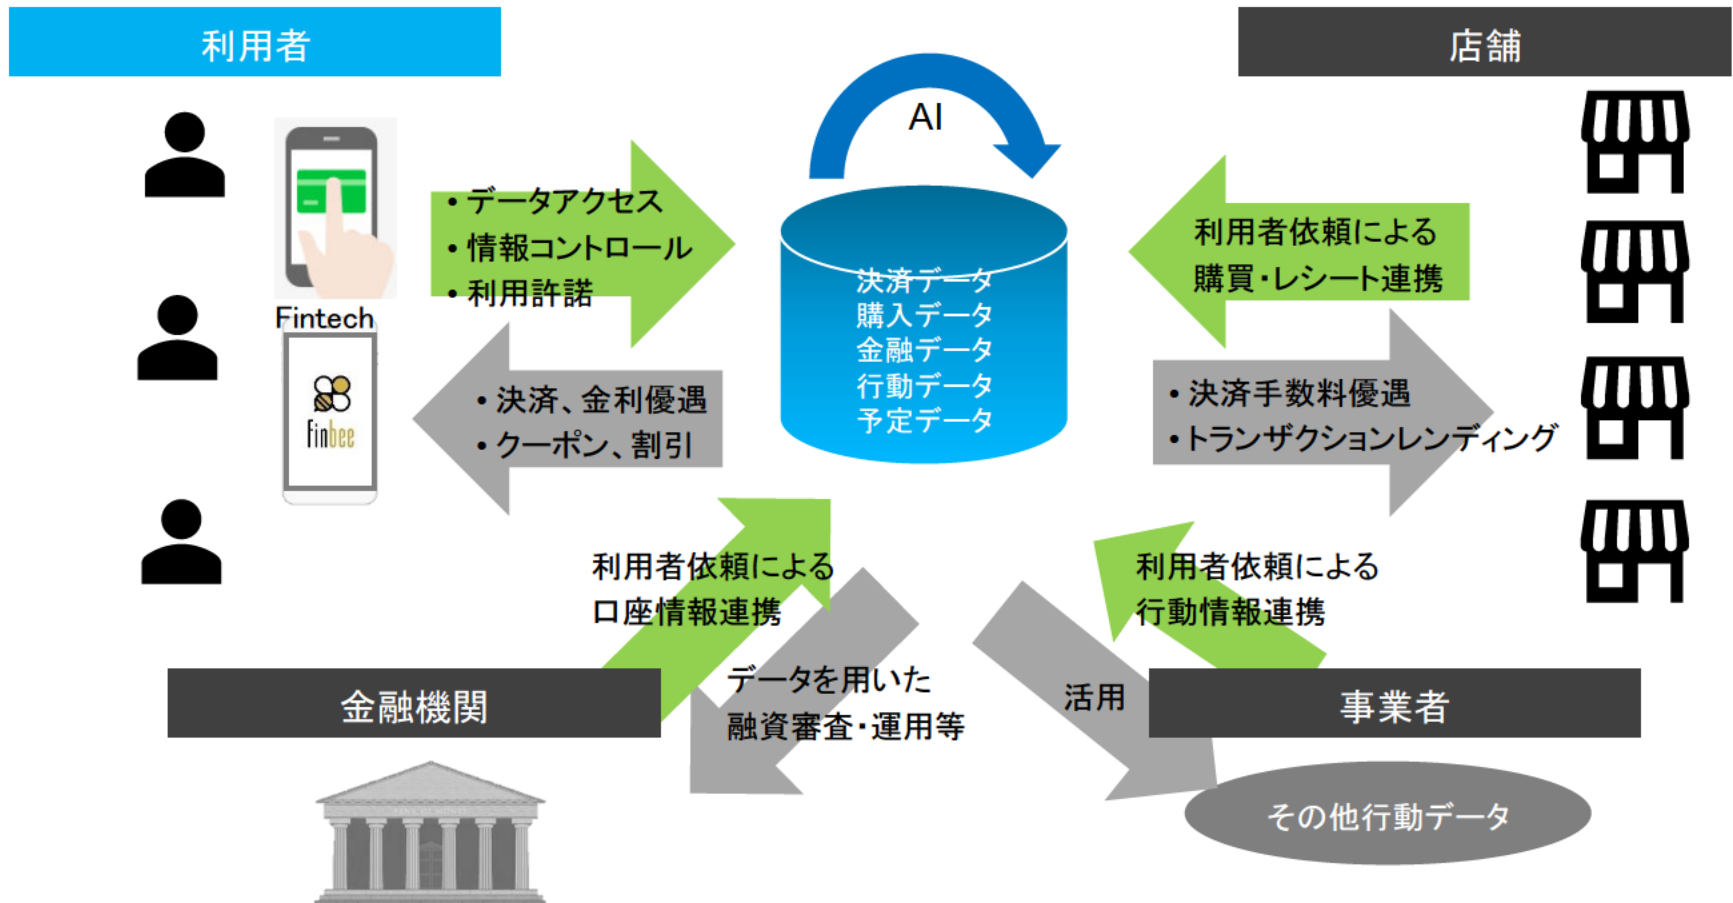 利用者
店舗
AI
• データアクセス
• 情報コントロール
• 利用許諾
利用者依頼による
購買・レシート連携
Fintech
Finbee
決済データ
購入データ
金融データ
行動データ
予定データ
• 決済、金利優遇
• クーポン、割引
• 決済手数料優遇
• トランザクションレンディング
利用者依頼による
口座情報連携
利用者依頼による
行動情報連携
データを用いた
融資審査・運用等
活用
金融機関
事業者
その他行動データ